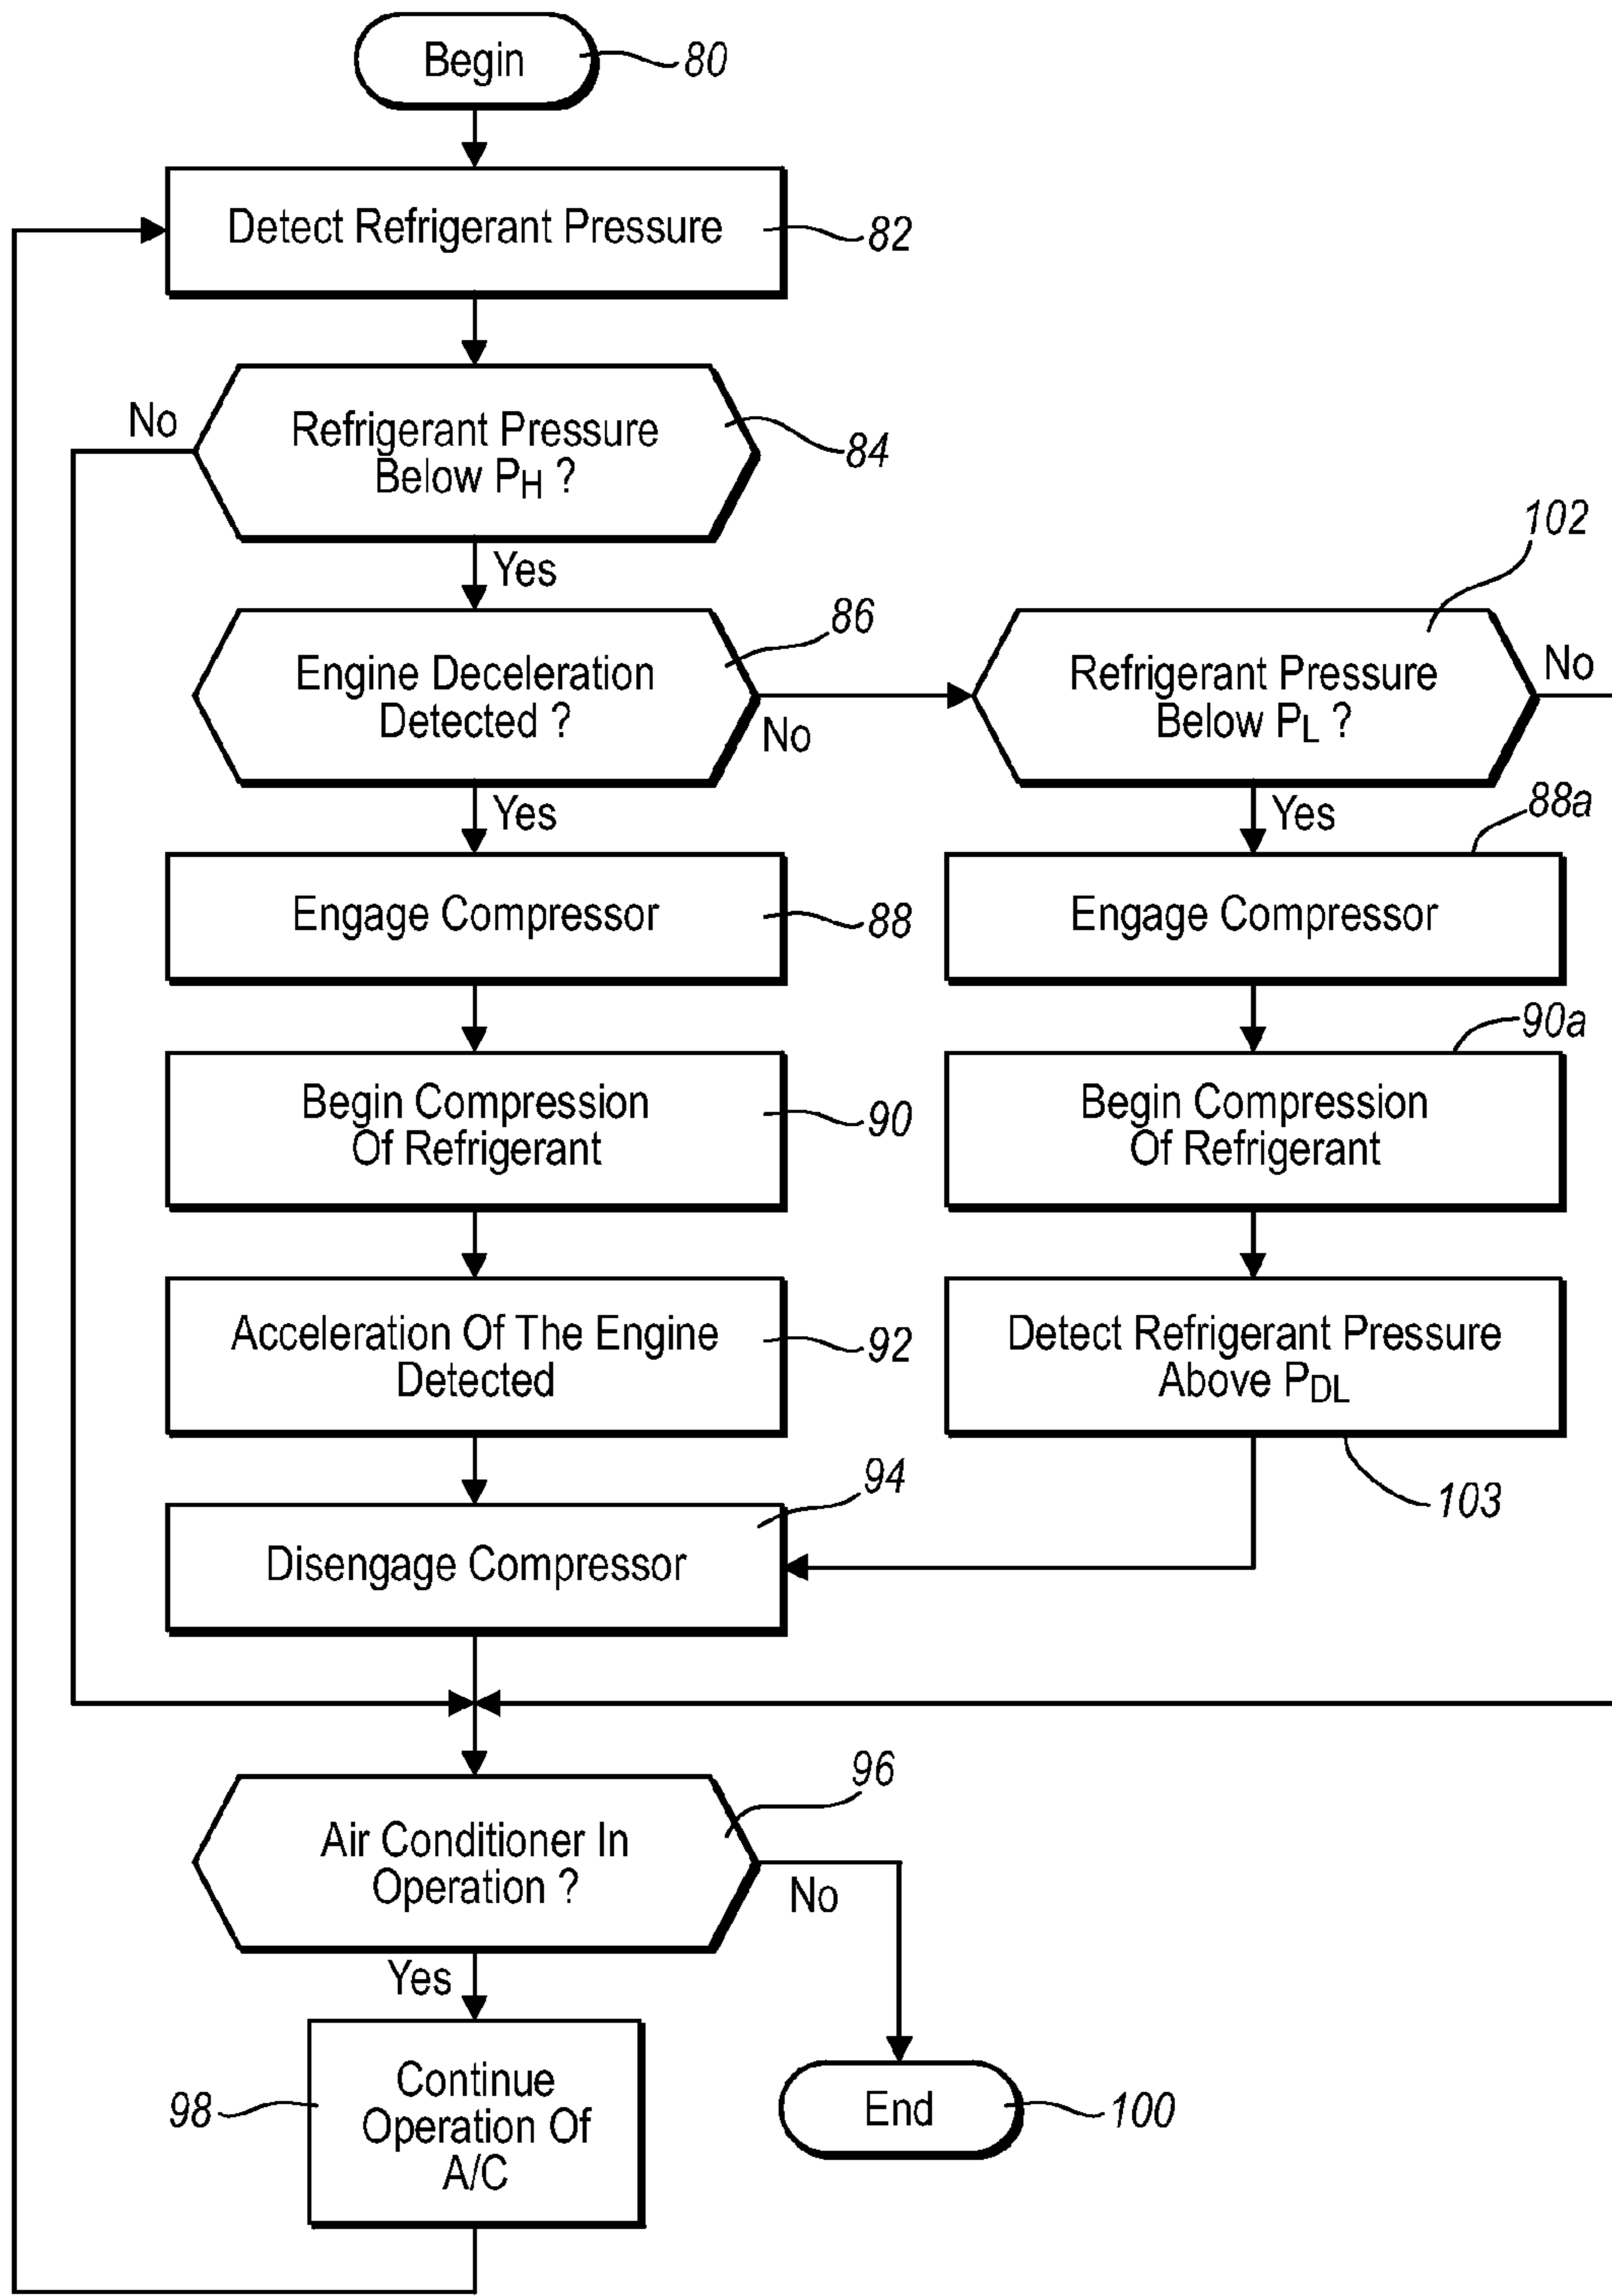 Begin
80
Detect Refrigerant Pressure
82
No
Refrigerant Pressure
Below PH ?
84
Yes
Engine Deceleration
Detected ?
86
No
Refrigerant Pressure
Below PL ?
102
No
Yes
Yes
Engage Compressor
88
Engage Compressor
88a
Begin Compression
Of Refrigerant
90
Begin Compression
Of Refrigerant
90a
Acceleration Of The Engine
Detected
92
Detect Refrigerant Pressure
Above PDL
103
Disengage Compressor
94
Air Conditioner In
Operation ?
96
No
Yes
Continue
Operation Of
A/C
98
End
100